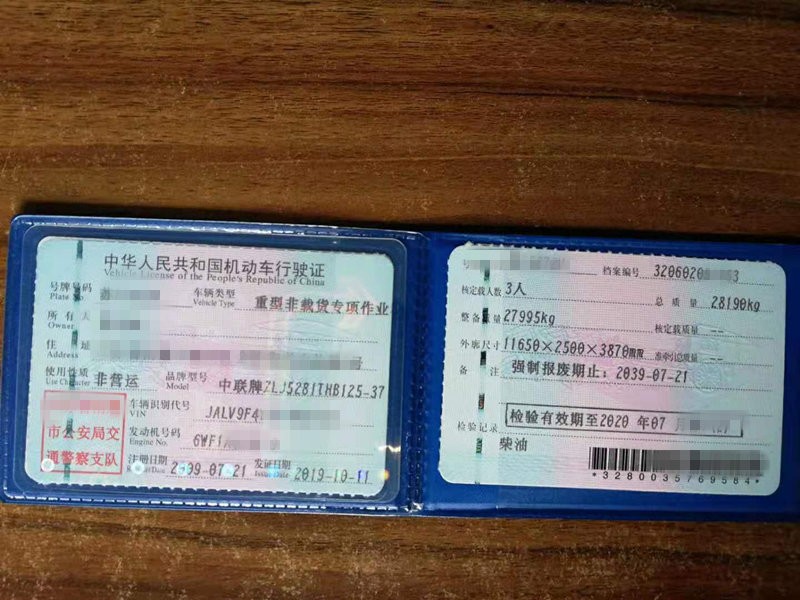 中华人民共和国机动车行驶证
Vehicle License of the People's Republic of China
号牌号码
Plate No
车辆类型 重型非载货专项作业
Vehicle Type
所有人
Owner
住址 号
Address
使用性质 非营运 品牌型号 中联牌ZLJ5281THB125-37
Use Character Model
市公安局交
通警察支队
车辆识别代号 JALV9F4
VIN
发动机号码 6WF1A
Engine No.
注册日期 2009-07-21 发证日期 2019-10-11
Issue Date
号 档案编号 32060200 63
核定载人数 3人 总质量 28190kg
整备质量 27995kg 核定载质量 --
外廓尺寸 11650×2500×3870mm 准牵引总质量 --
备注 强制报废期止：2039-07-21
检验记录 检验有效期至2020 年07
柴油
*3280035769584*